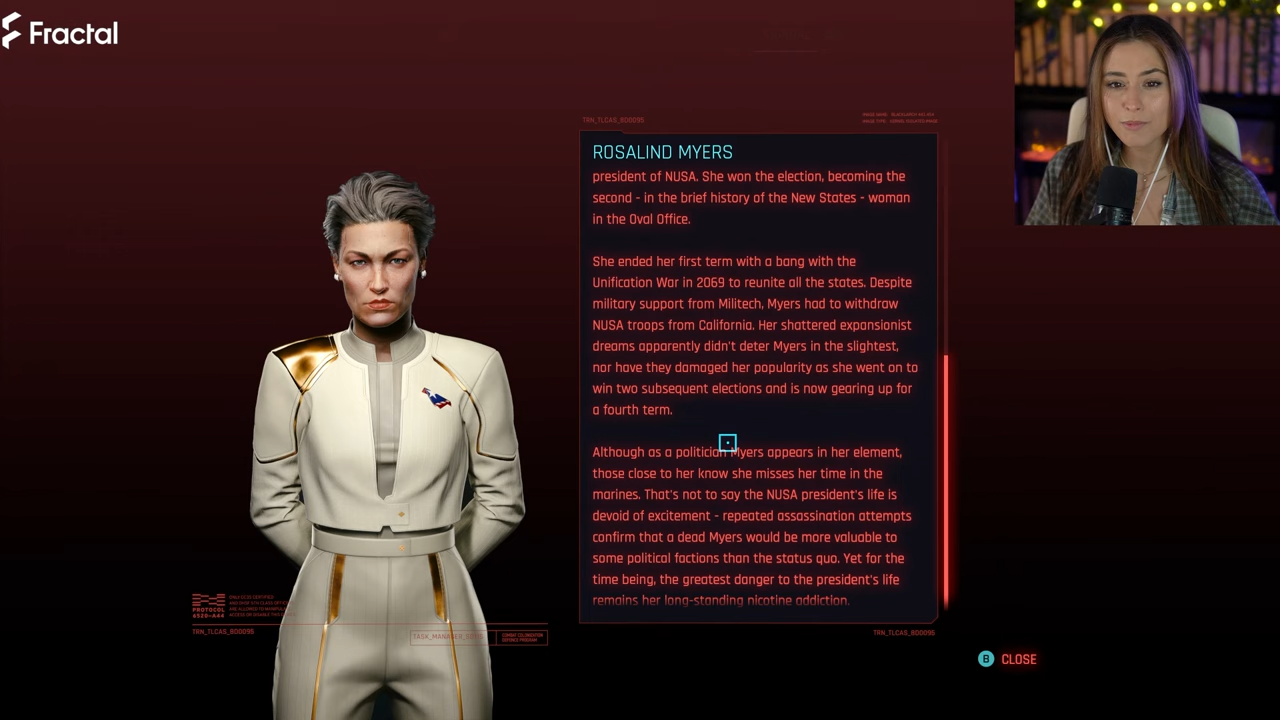 Fractal
TRN_TLCAS_800095
ROSALIND MYERS
president of NUSA. She won the election, becoming the
second - in the brief history of the New States - woman
in the Oval Office.
She ended her first term with a bang with the
Unification War in 2069 to reunite all the states. Despite
military support from Militech, Myers had to withdraw
NUSA troops from California. Her shattered expansionist
dreams apparently didn't deter Myers in the slightest,
nor have they damaged her popularity as she went on to
win two subsequent elections and is now gearing up for
a fourth term.
Although as a politician Myers appears in her element,
those close to her know she misses her time in the
marines. That's not to say the NUSA president's life is
devoid of excitement - repeated assassination attempts
confirm that a dead Myers would be more valuable to
some political factions than the status quo. Yet for the
time being, the greatest danger to the president's life
remains her long-standing nicotine addiction.
PROTOCOL
TRN_TLCAS_800095
TRN_TLCAS_800095
B CLOSE